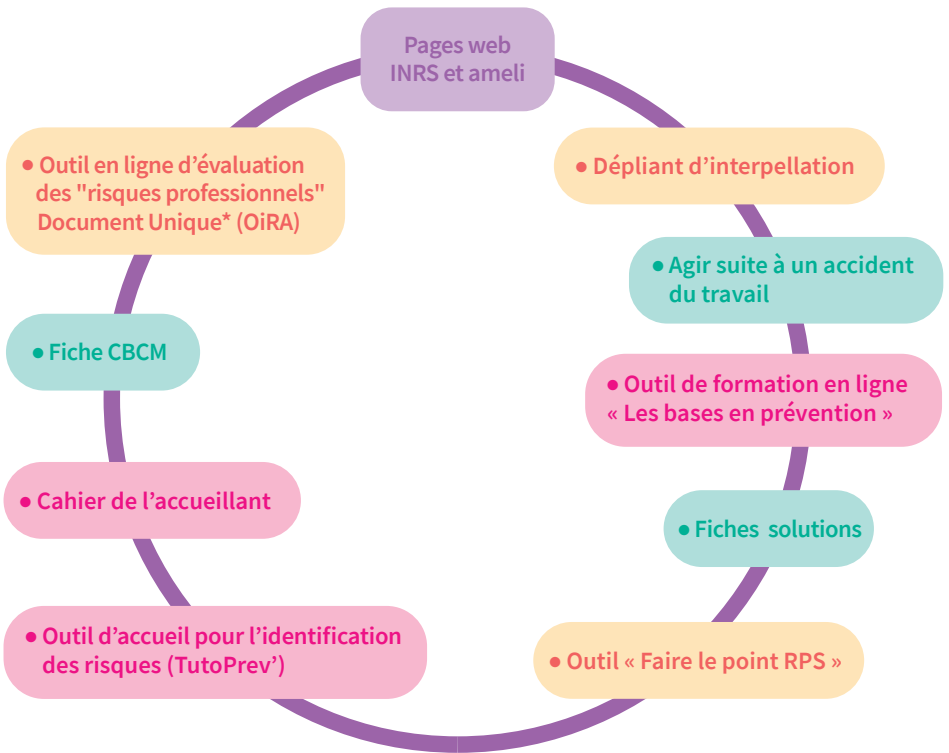 Pages web
INRS et ameli
• Dépliant d’interpellation
• Agir suite à un accident
du travail
• Outil de formation en ligne
« Les bases en prévention »
• Fiches solutions
• Outil « Faire le point RPS »
• Outil d’accueil pour l’identification
des risques (TutoPrev’)
• Cahier de l’accueillant
• Fiche CBCM
• Outil en ligne d’évaluation
des "risques professionnels"
Document Unique* (OiRA)